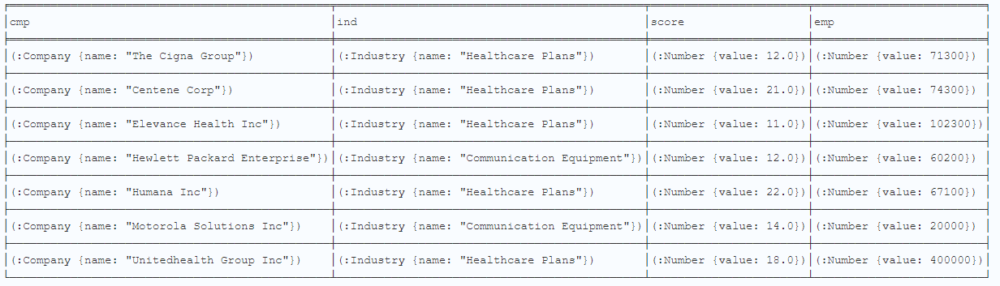 cmp ind score emp
(:Company {name: "The Cigna Group"}) (:Industry {name: "Healthcare Plans"}) (:Number {value: 12.0}) (:Number {value: 71300})
(:Company {name: "Centene Corp"}) (:Industry {name: "Healthcare Plans"}) (:Number {value: 21.0}) (:Number {value: 74300})
(:Company {name: "Elevance Health Inc"}) (:Industry {name: "Healthcare Plans"}) (:Number {value: 11.0}) (:Number {value: 102300})
(:Company {name: "Hewlett Packard Enterprise"}) (:Industry {name: "Communication Equipment"}) (:Number {value: 12.0}) (:Number {value: 60200})
(:Company {name: "Humana Inc"}) (:Industry {name: "Healthcare Plans"}) (:Number {value: 22.0}) (:Number {value: 67100})
(:Company {name: "Motorola Solutions Inc"}) (:Industry {name: "Communication Equipment"}) (:Number {value: 14.0}) (:Number {value: 20000})
(:Company {name: "Unitedhealth Group Inc"}) (:Industry {name: "Healthcare Plans"}) (:Number {value: 18.0}) (:Number {value: 400000})